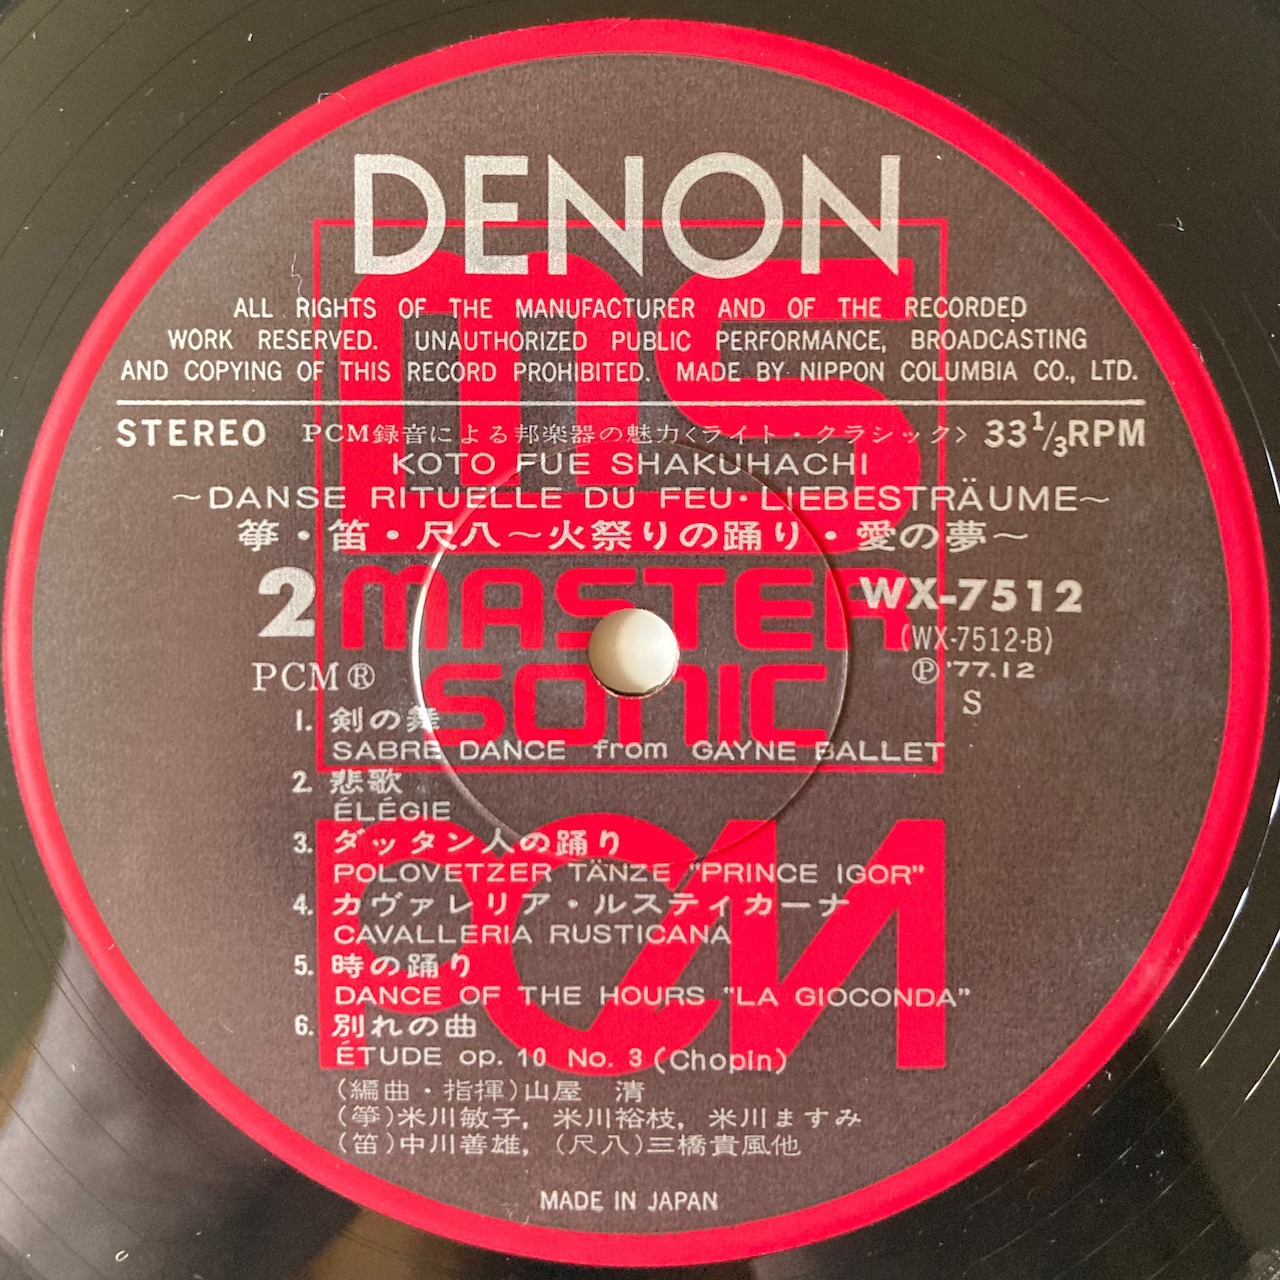 DENON
ALL RIGHTS OF THE MANUFACTURER AND OF THE RECORDED
WORK RESERVED. UNAUTHORIZED PUBLIC PERFORMANCE, BROADCASTING
AND COPYING OF THIS RECORD PROHIBITED. MADE BY NIPPON COLUMBIA CO., LTD.
STEREO PCM録音による邦楽器の魅力<ライト・クラシック> 33 1/3 RPM
KOTO FUE SHAKUHACHI
~DANSE RITUELLE DU FEU・LIEBESTRÄUME~
箏・笛・尺八~火祭りの踊り・愛の夢~
ms
MASTER
SONIC
PCM
2
WX-7512
(WX-7512-B)
PCM®
Ⓟ '77.12
S
1. 剣の舞
SABRE DANCE from GAYNE BALLET
2. 悲歌
ÉLÉGIE
3. ダッタン人の踊り
POLOVETZER TÄNZE "PRINCE IGOR"
4. カヴァレリア・ルスティカーナ
CAVALLERIA RUSTICANA
5. 時の踊り
DANCE OF THE HOURS "LA GIOCONDA"
6. 別れの曲
ÉTUDE op. 10 No. 3 (Chopin)
(編曲・指揮)山屋 清
(箏)米川敏子, 米川裕枝, 米川ますみ
(笛)中川善雄, (尺八)三橋貴風他
MADE IN JAPAN